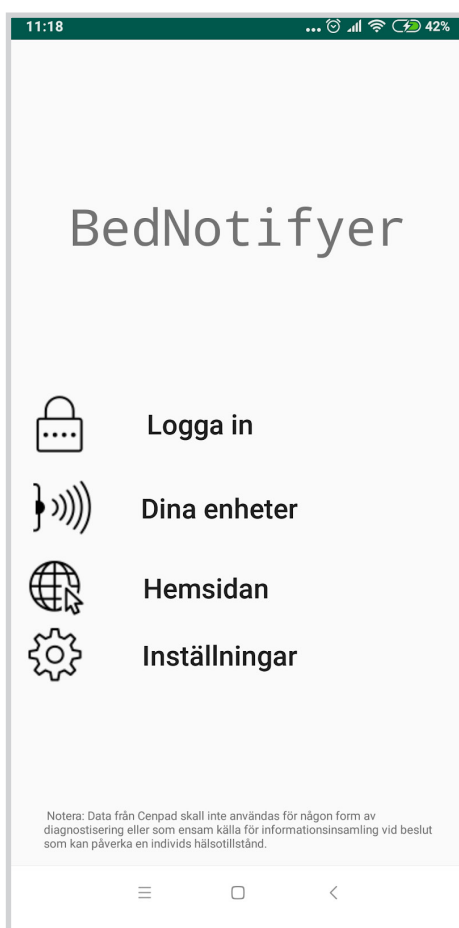 11:18
42%
BedNotifyer
Logga in
Dina enheter
Hemsidan
Inställningar
Notera: Data från Cenpad skall inte användas för någon form av
diagnostisering eller som ensam källa för informationsinsamling vid beslut
som kan påverka en individs hälsotillstånd.